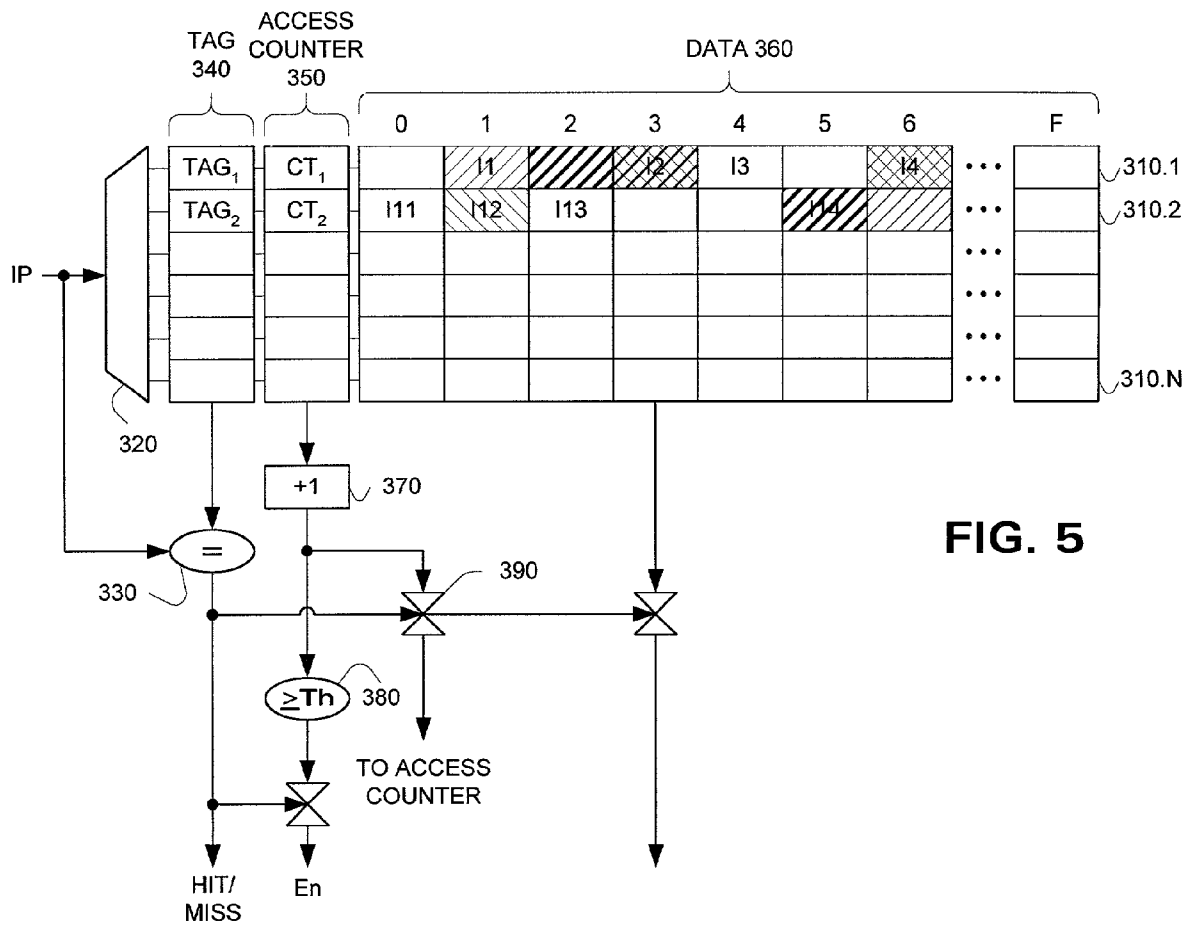 TAG
340
ACCESS
COUNTER
350
DATA 360
0 1 2 3 4 5 6 F
TAG1 CT1 I1 I2 I3 I4 ••• 310.1
TAG2 CT2 I11 I12 I13 I14 ••• 310.2
•••
IP •••
•••
••• 310.N
320
+1 370
=
330
390
FIG. 5
≥Th 380
TO ACCESS
COUNTER
HIT/
MISS
En